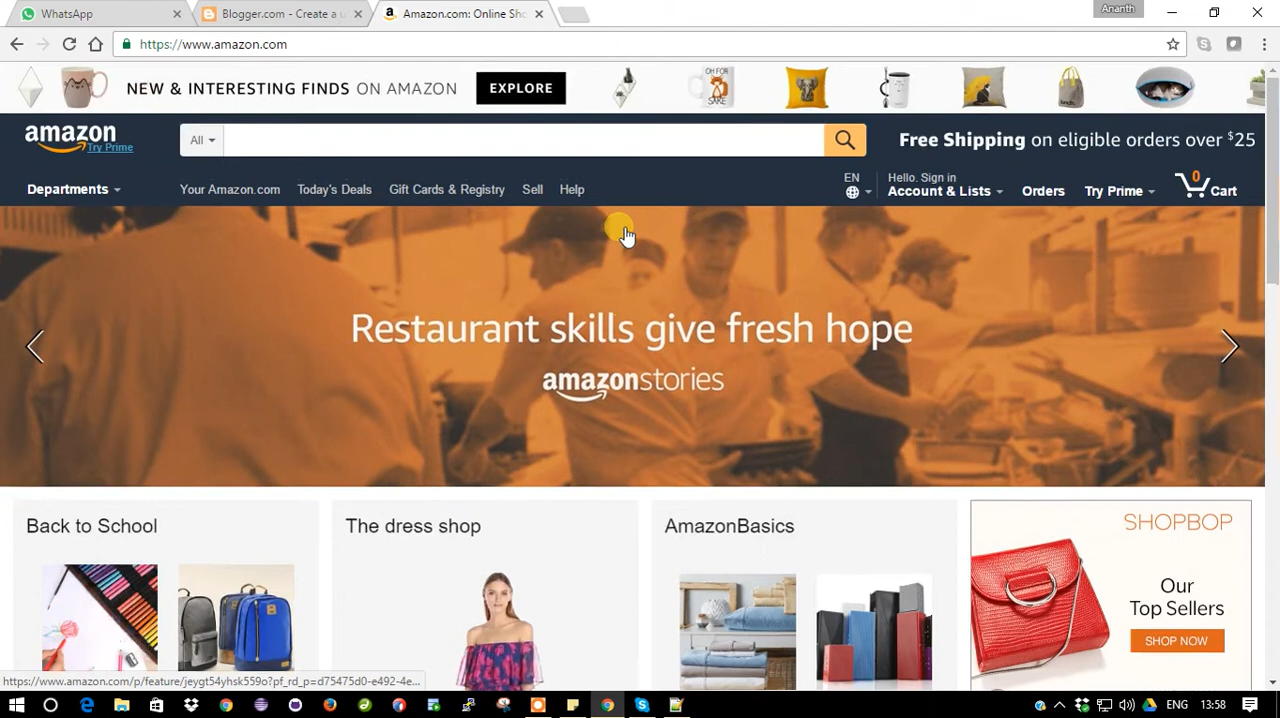 WhatsApp
Blogger.com - Create a u
Amazon.com: Online Sho
Ananth
https://www.amazon.com
NEW & INTERESTING FINDS ON AMAZON
EXPLORE
OH FOR
SAKE
amazon
Try Prime
All
Free Shipping on eligible orders over $25
Departments
Your Amazon.com
Today's Deals
Gift Cards & Registry
Sell
Help
EN
Hello. Sign in
Account & Lists
Orders
Try Prime
0
Cart
Restaurant skills give fresh hope
amazonstories
Back to School
The dress shop
AmazonBasics
SHOPBOP
Our
Top Sellers
SHOP NOW
https://www.amazon.com/p/feature/jeygt54yhsk559o?pf_rd_p=d75475d0-e492-4e...
ENG
13:58